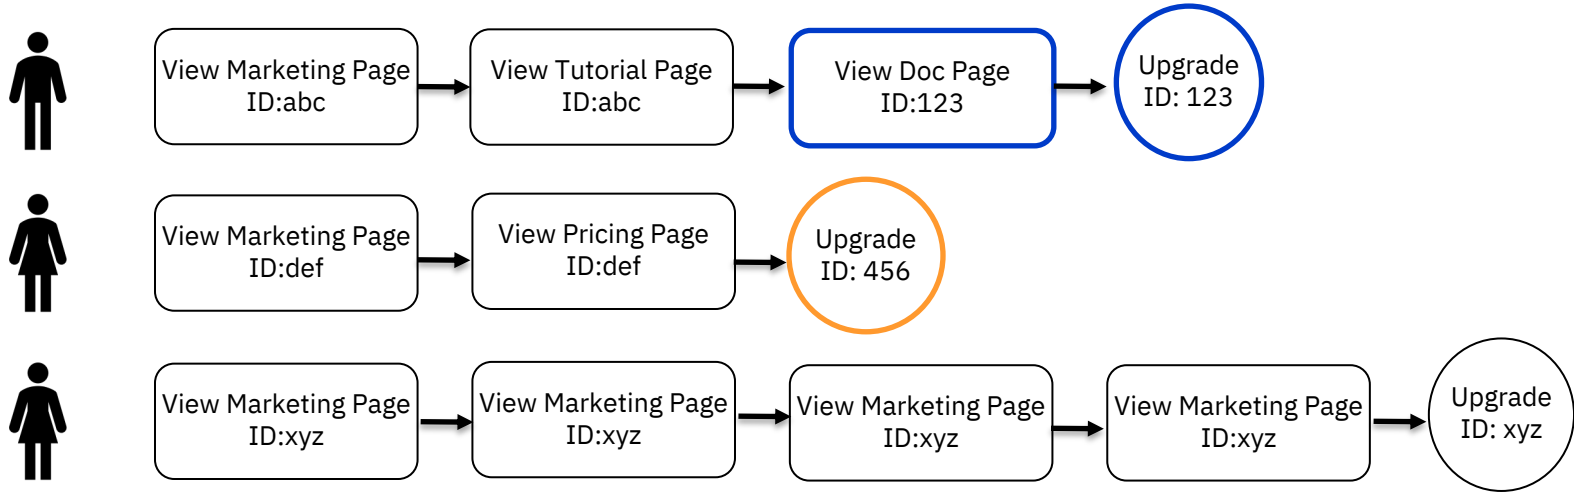 View Marketing Page
ID:abc
View Tutorial Page
ID:abc
View Doc Page
ID:123
Upgrade
ID: 123
View Marketing Page
ID:def
View Pricing Page
ID:def
Upgrade
ID: 456
View Marketing Page
ID:xyz
View Marketing Page
ID:xyz
View Marketing Page
ID:xyz
View Marketing Page
ID:xyz
Upgrade
ID: xyz